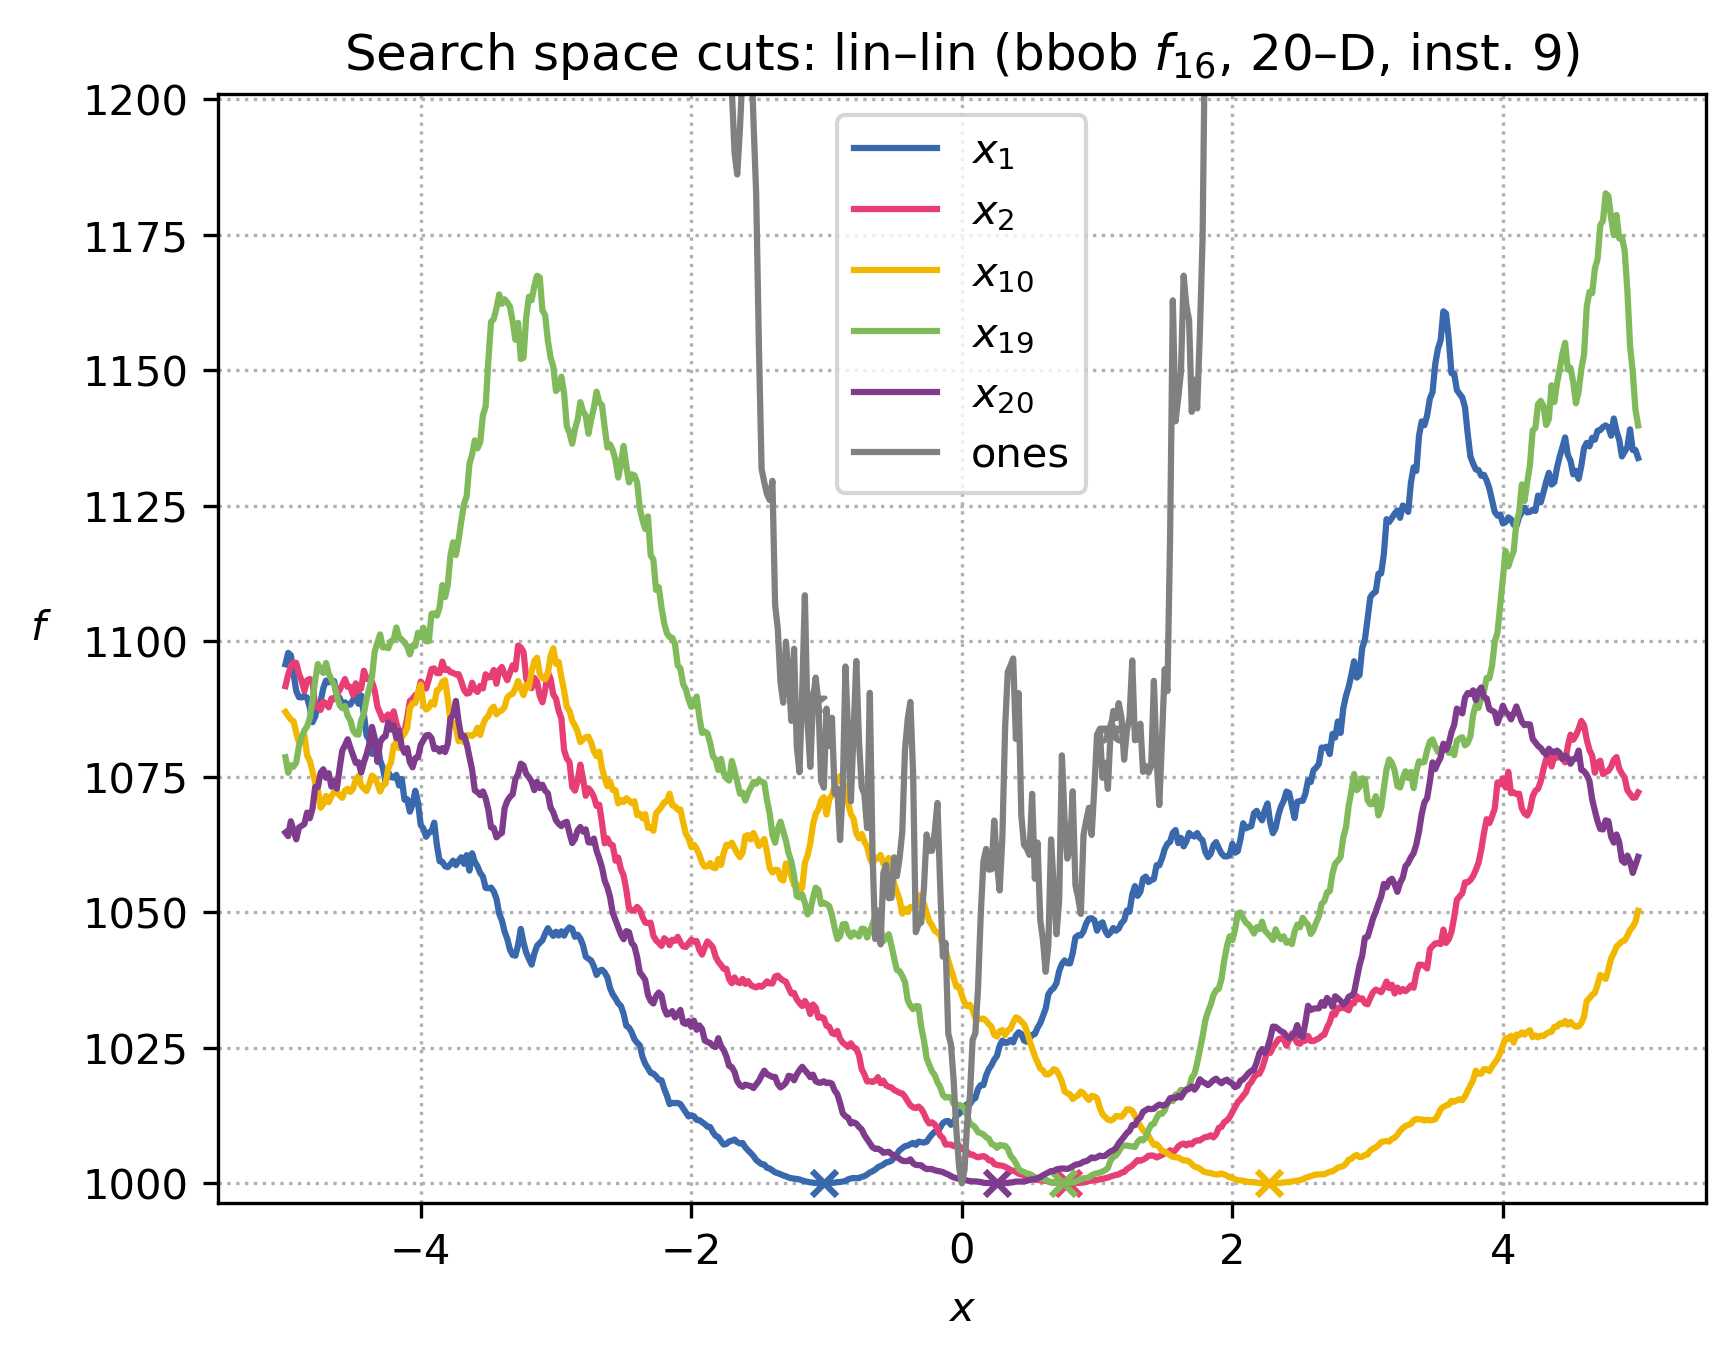 Search space cuts: lin–lin (bbob f₁₆, 20–D, inst. 9)
1200
1175
1150
1125
1100
1075
1050
1025
1000
f
x₁
x₂
x₁₀
x₁₉
x₂₀
ones
−4 −2 0 2 4
x